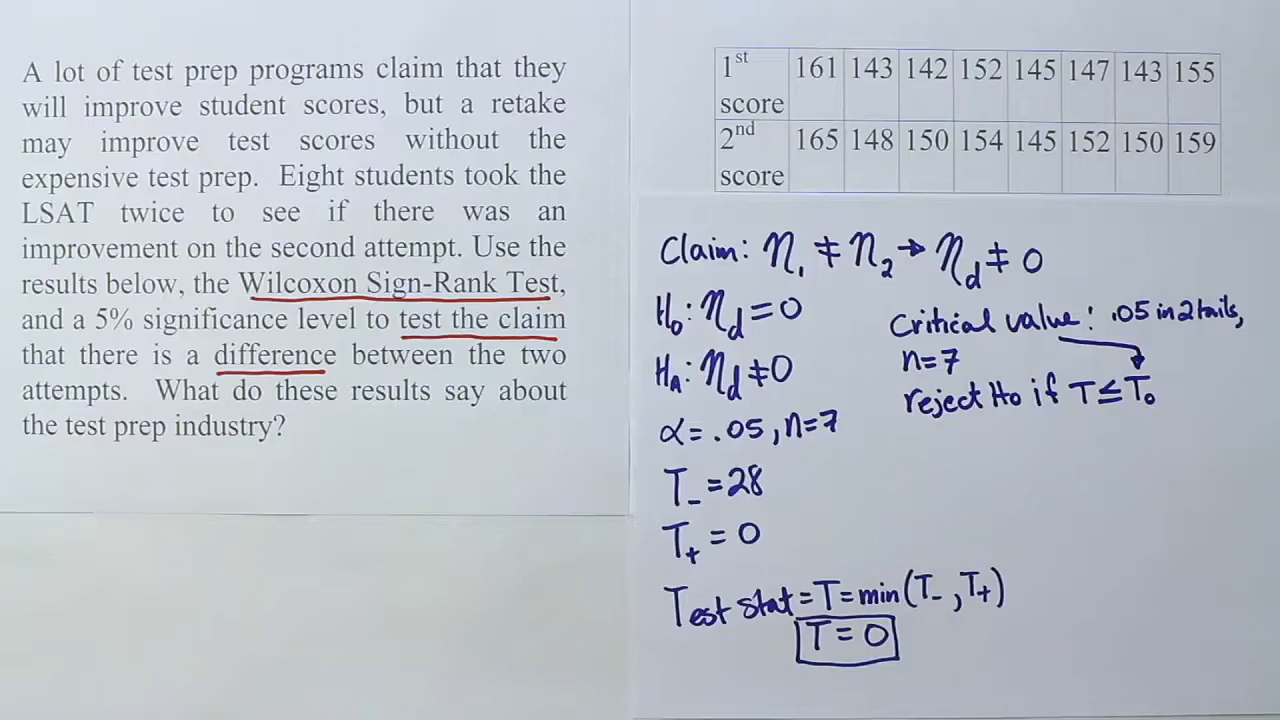 A lot of test prep programs claim that they
will improve student scores, but a retake
may improve test scores without the
expensive test prep. Eight students took the
LSAT twice to see if there was an
improvement on the second attempt. Use the
results below, the Wilcoxon Sign-Rank Test,
and a 5% significance level to test the claim
that there is a difference between the two
attempts. What do these results say about
the test prep industry?
1st score 161 143 142 152 145 147 143 155
2nd score 165 148 150 154 145 152 150 159
Claim: η₁ ≠ η₂ → η_d ≠ 0
H₀: η_d = 0
H_A: η_d ≠ 0
α = .05, n=7
T₋ = 28
T₊ = 0
Test stat = T = min(T₋, T₊)
T = 0
Critical value: .05 in 2 tails,
n=7
reject H₀ if T ≤ T₀